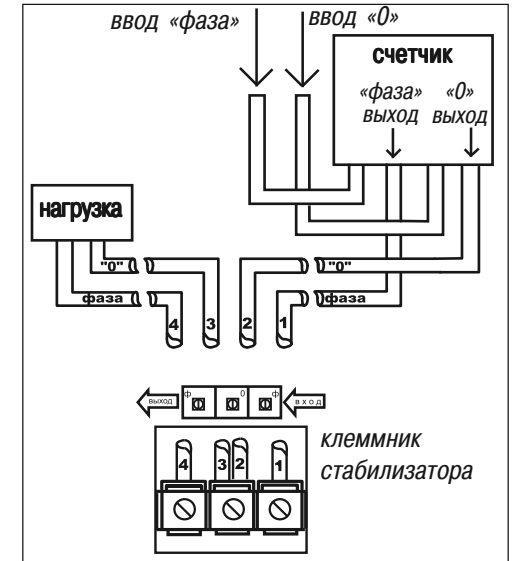 ввод «фаза»
ввод «0»
счетчик
«фаза» «0»
выход выход
нагрузка
"0"
"0"
фаза
фаза
4 3 2 1
выход
ф 0 ф
вход
клеммник
стабилизатора
4 3 2 1